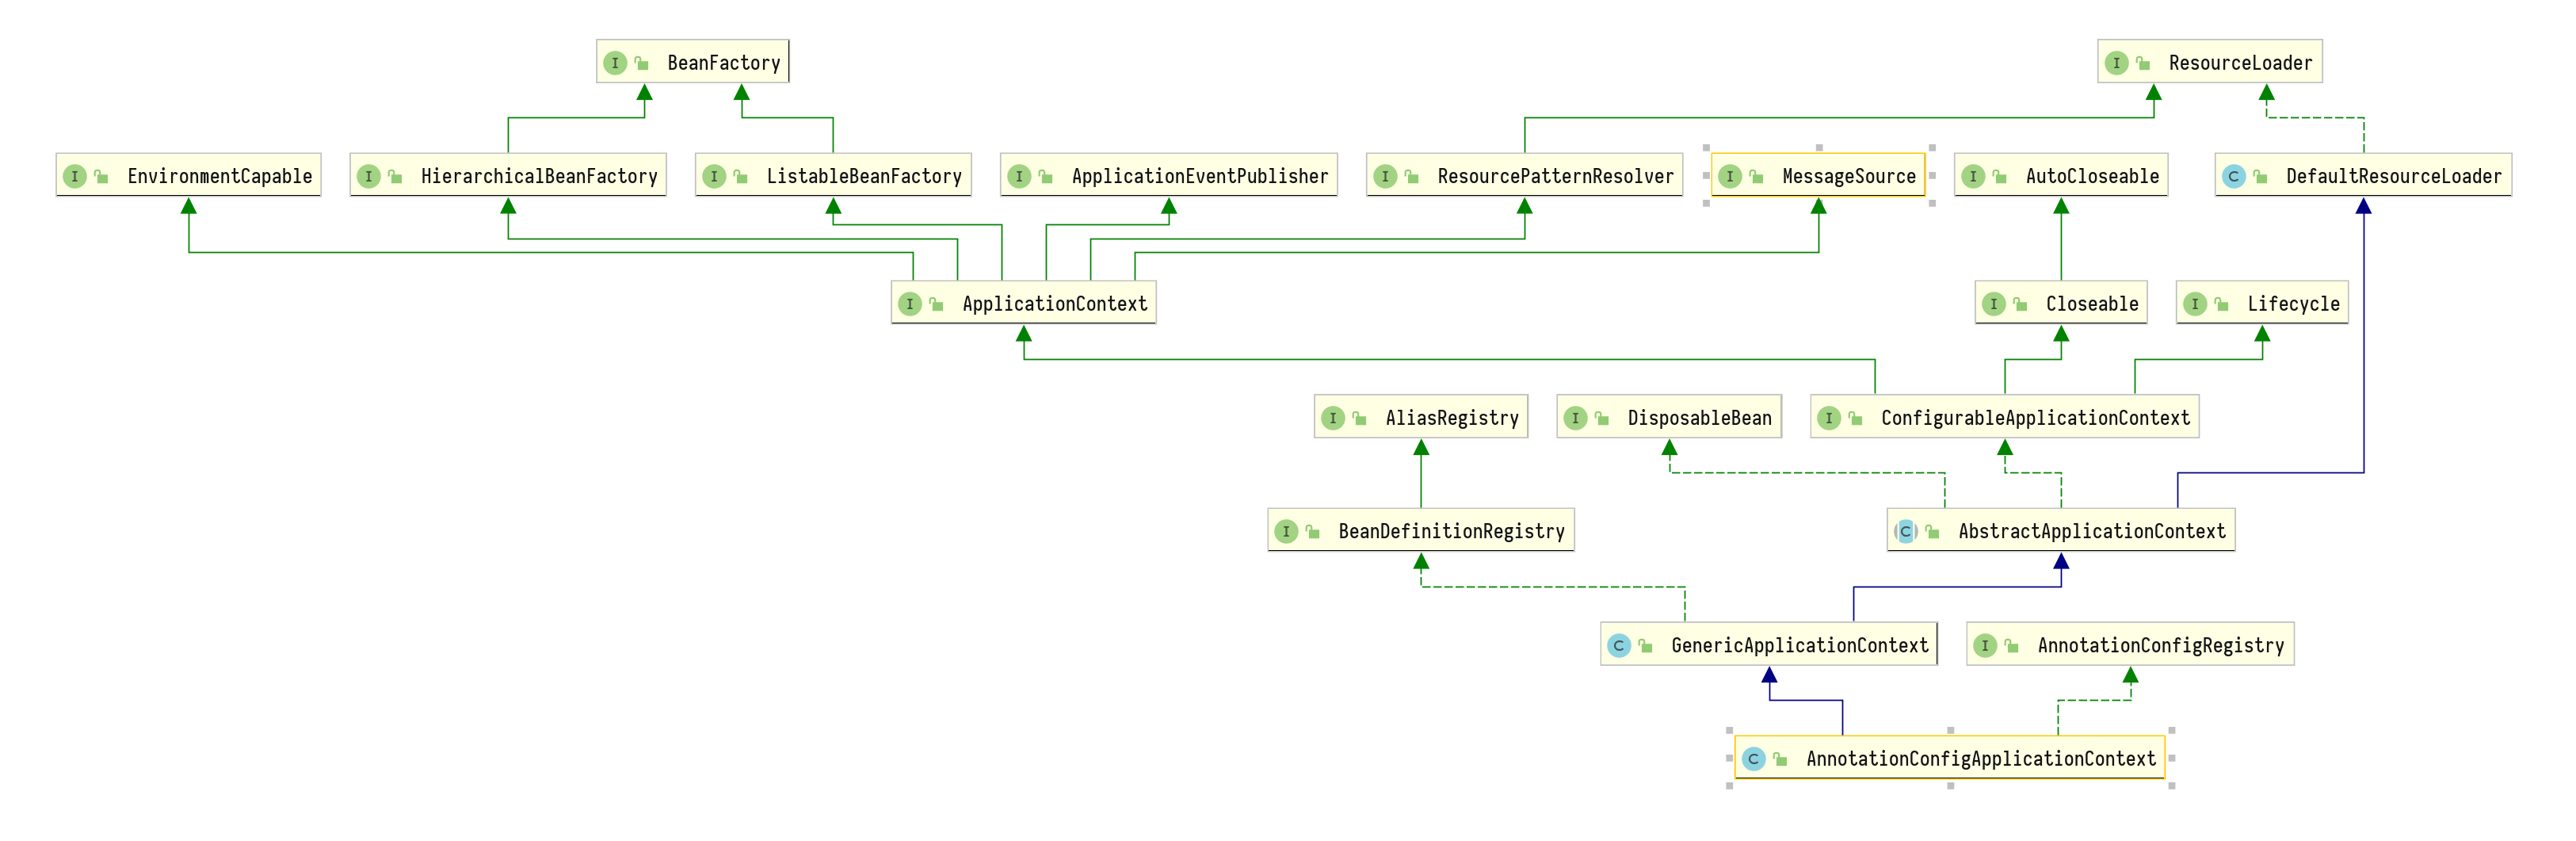 I BeanFactory
I ResourceLoader
I EnvironmentCapable
I HierarchicalBeanFactory
I ListableBeanFactory
I ApplicationEventPublisher
I ResourcePatternResolver
I MessageSource
I AutoCloseable
C DefaultResourceLoader
I ApplicationContext
I Closeable
I Lifecycle
I AliasRegistry
I DisposableBean
I ConfigurableApplicationContext
I BeanDefinitionRegistry
C AbstractApplicationContext
C GenericApplicationContext
I AnnotationConfigRegistry
C AnnotationConfigApplicationContext